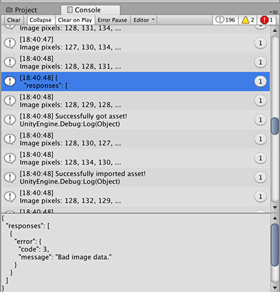 Project
Console
Clear
Collapse
Clear on Play
Error Pause
Editor
196
2
1
Image pixels: 128, 131, 134, ...
1
[18:40:47]
Image pixels: 127, 130, 134, ...
1
[18:40:48]
Image pixels: 128, 128, 131, ...
1
[18:40:48] {
"responses": [
1
[18:40:48]
Image pixels: 128, 129, 128, ...
1
[18:40:48] Successfully got asset!
UnityEngine.Debug:Log(Object)
1
[18:40:48]
Image pixels: 128, 130, 127, ...
1
[18:40:48]
Image pixels: 128, 134, 130, ...
1
[18:40:48] Successfully imported asset!
UnityEngine.Debug:Log(Object)
1
[18:40:48]
Image pixels: 128, 132, 129, ...
1
[18:40:48]
{
"responses": [
{
"error": {
"code": 3,
"message": "Bad image data."
}
}
]
}